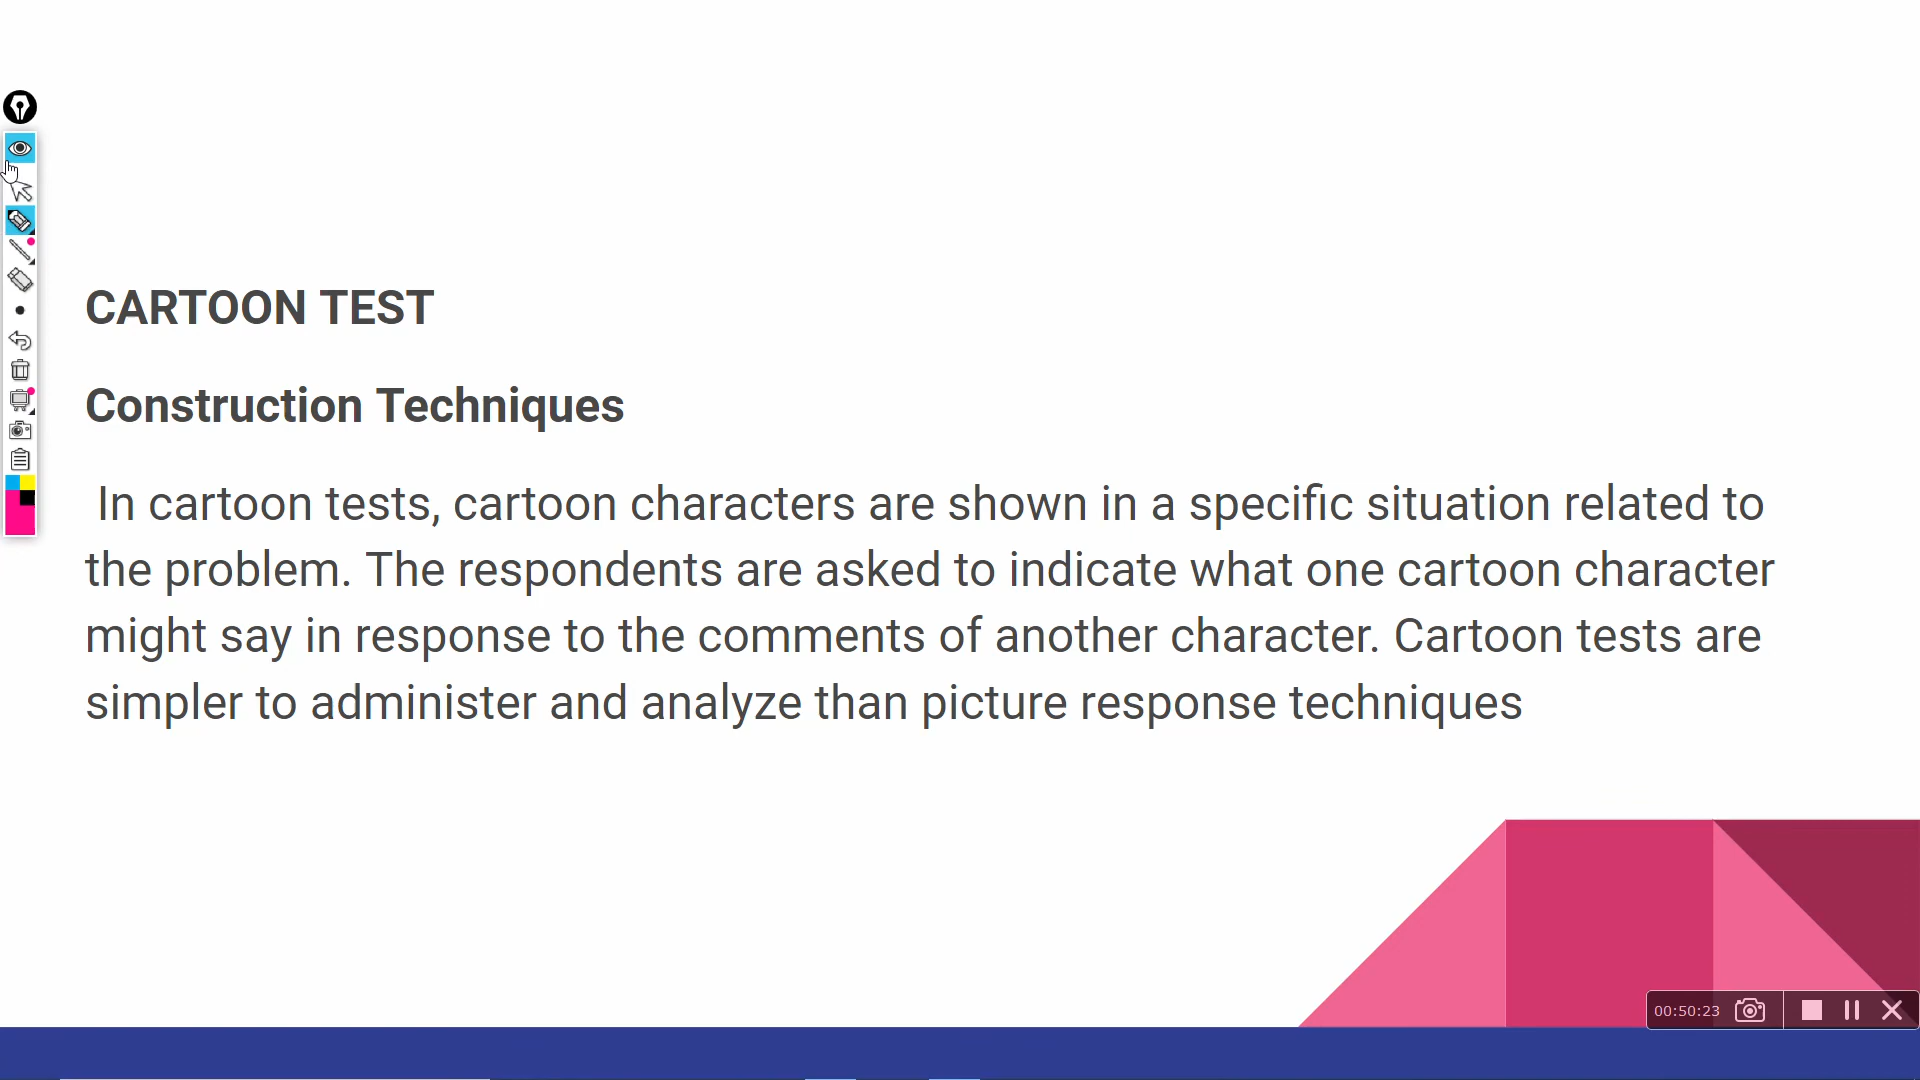 CARTOON TEST
Construction Techniques
In cartoon tests, cartoon characters are shown in a specific situation related to
the problem. The respondents are asked to indicate what one cartoon character
might say in response to the comments of another character. Cartoon tests are
simpler to administer and analyze than picture response techniques
00:50:23